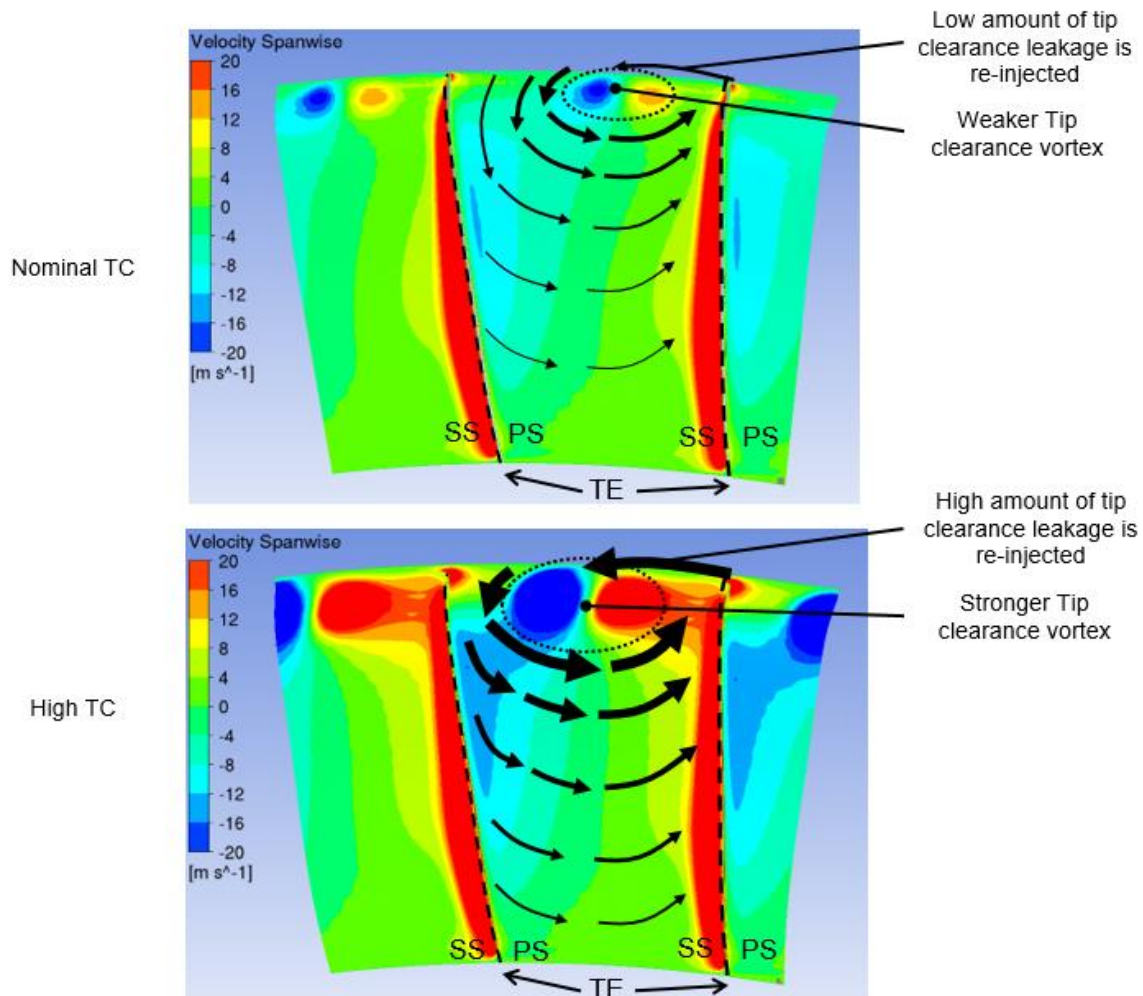 Velocity Spanwise
20
16
12
8
4
0
-4
-8
-12
-16
-20
[m s^-1]
Nominal TC
SS PS
SS PS
TE
Low amount of tip
clearance leakage is
re-injected
Weaker Tip
clearance vortex
Velocity Spanwise
20
16
12
8
4
0
-4
-8
-12
-16
-20
[m s^-1]
High TC
SS PS
SS PS
TE
High amount of tip
clearance leakage is
re-injected
Stronger Tip
clearance vortex